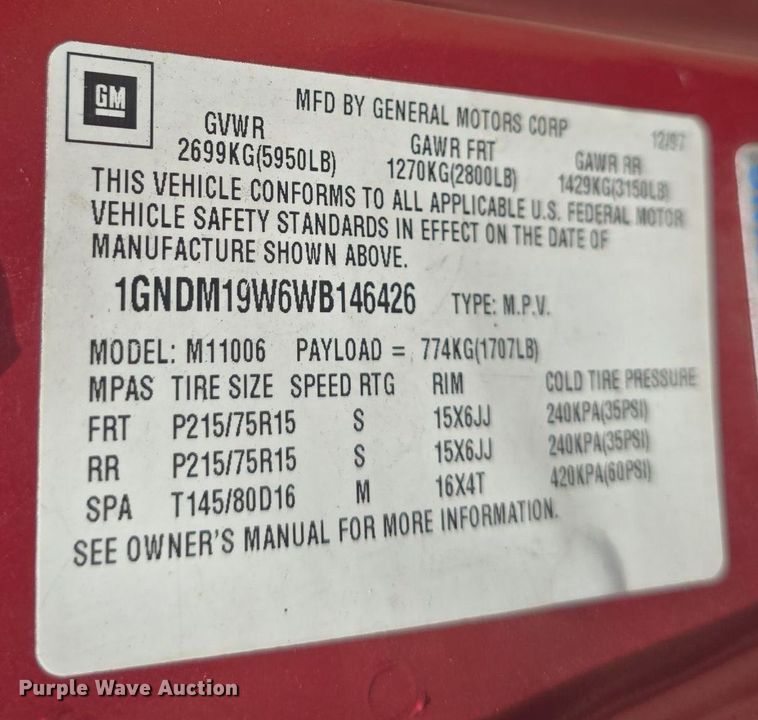 GM
MFD BY GENERAL MOTORS CORP 12/97
GVWR GAWR FRT GAWR RR
2699KG(5950LB) 1270KG(2800LB) 1429KG(3150LB)
THIS VEHICLE CONFORMS TO ALL APPLICABLE U.S. FEDERAL MOTOR
VEHICLE SAFETY STANDARDS IN EFFECT ON THE DATE OF
MANUFACTURE SHOWN ABOVE.
1GNDM19W6WB146426 TYPE: M.P.V.
MODEL: M11006 PAYLOAD = 774KG(1707LB)
MPAS TIRE SIZE SPEED RTG RIM COLD TIRE PRESSURE
FRT P215/75R15 S 15X6JJ 240KPA(35PSI)
RR P215/75R15 S 15X6JJ 240KPA(35PSI)
SPA T145/80D16 M 16X4T 420KPA(60PSI)
SEE OWNER'S MANUAL FOR MORE INFORMATION.
Purple Wave Auction